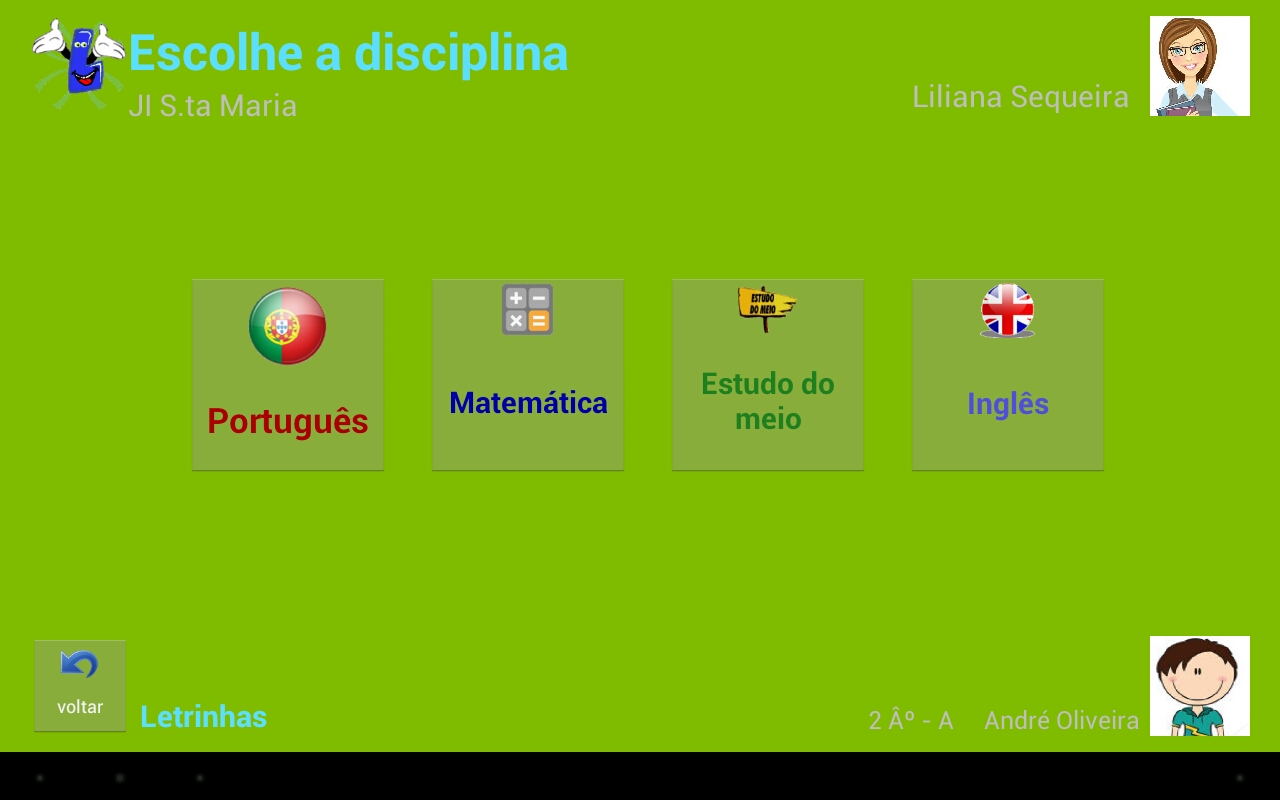 Escolhe a disciplina
JI S.ta Maria
Liliana Sequeira
Português
Matemática
ESTUDO
DO MEIO
Estudo do
meio
Inglês
voltar
Letrinhas
2 Âº - A
André Oliveira